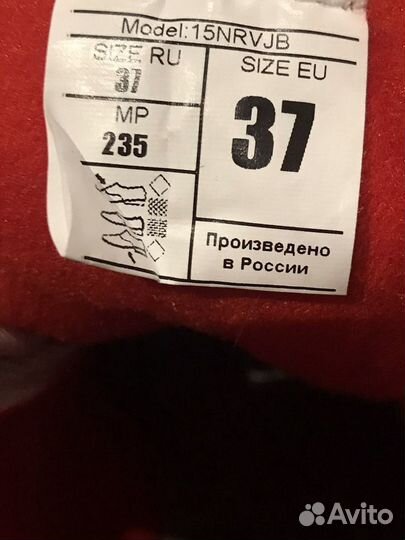 Model:15NRVJB
SIZE RU
37
MP
235
SIZE EU
37
Произведено
в России
Avito